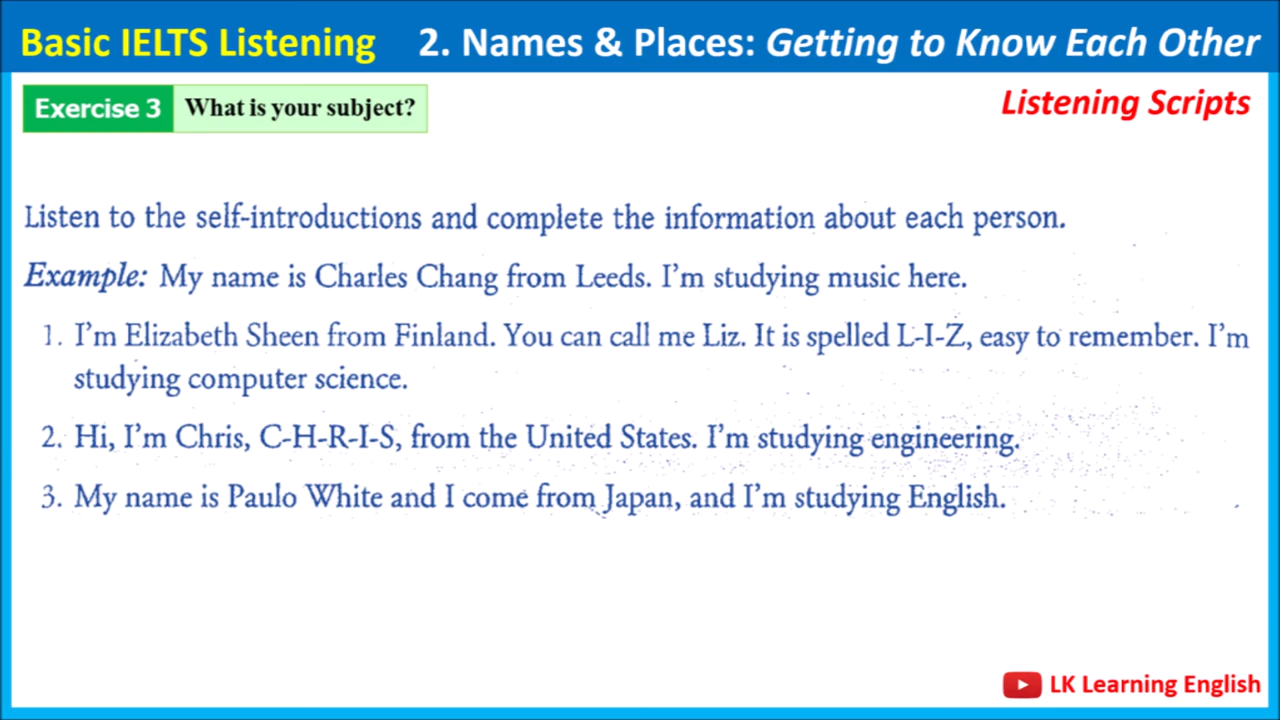 Basic IELTS Listening 2. Names & Places: Getting to Know Each Other
Exercise 3 What is your subject?
Listening Scripts
Listen to the self-introductions and complete the information about each person.
Example: My name is Charles Chang from Leeds. I'm studying music here.
1. I'm Elizabeth Sheen from Finland. You can call me Liz. It is spelled L-I-Z, easy to remember. I'm
studying computer science.
2. Hi, I'm Chris, C-H-R-I-S, from the United States. I'm studying engineering.
3. My name is Paulo White and I come from Japan, and I'm studying English.
LK Learning English